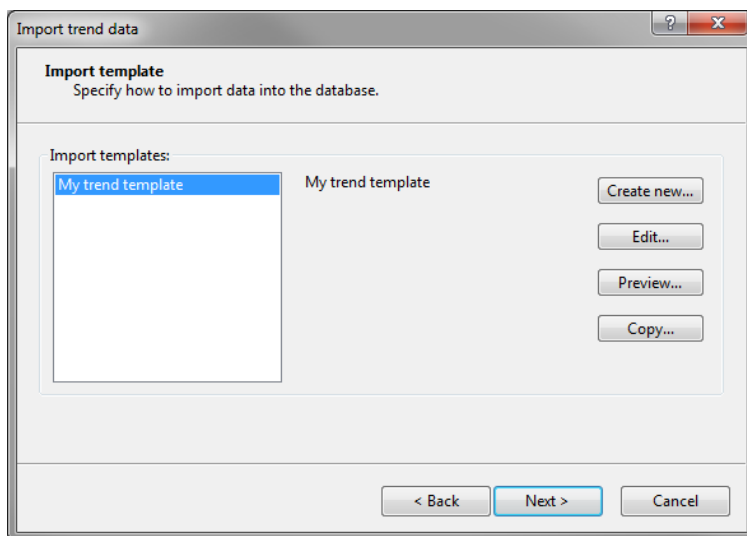 Import trend data
Import template
Specify how to import data into the database.
Import templates:
My trend template
My trend template
Create new...
Edit...
Preview...
Copy...
< Back
Next >
Cancel